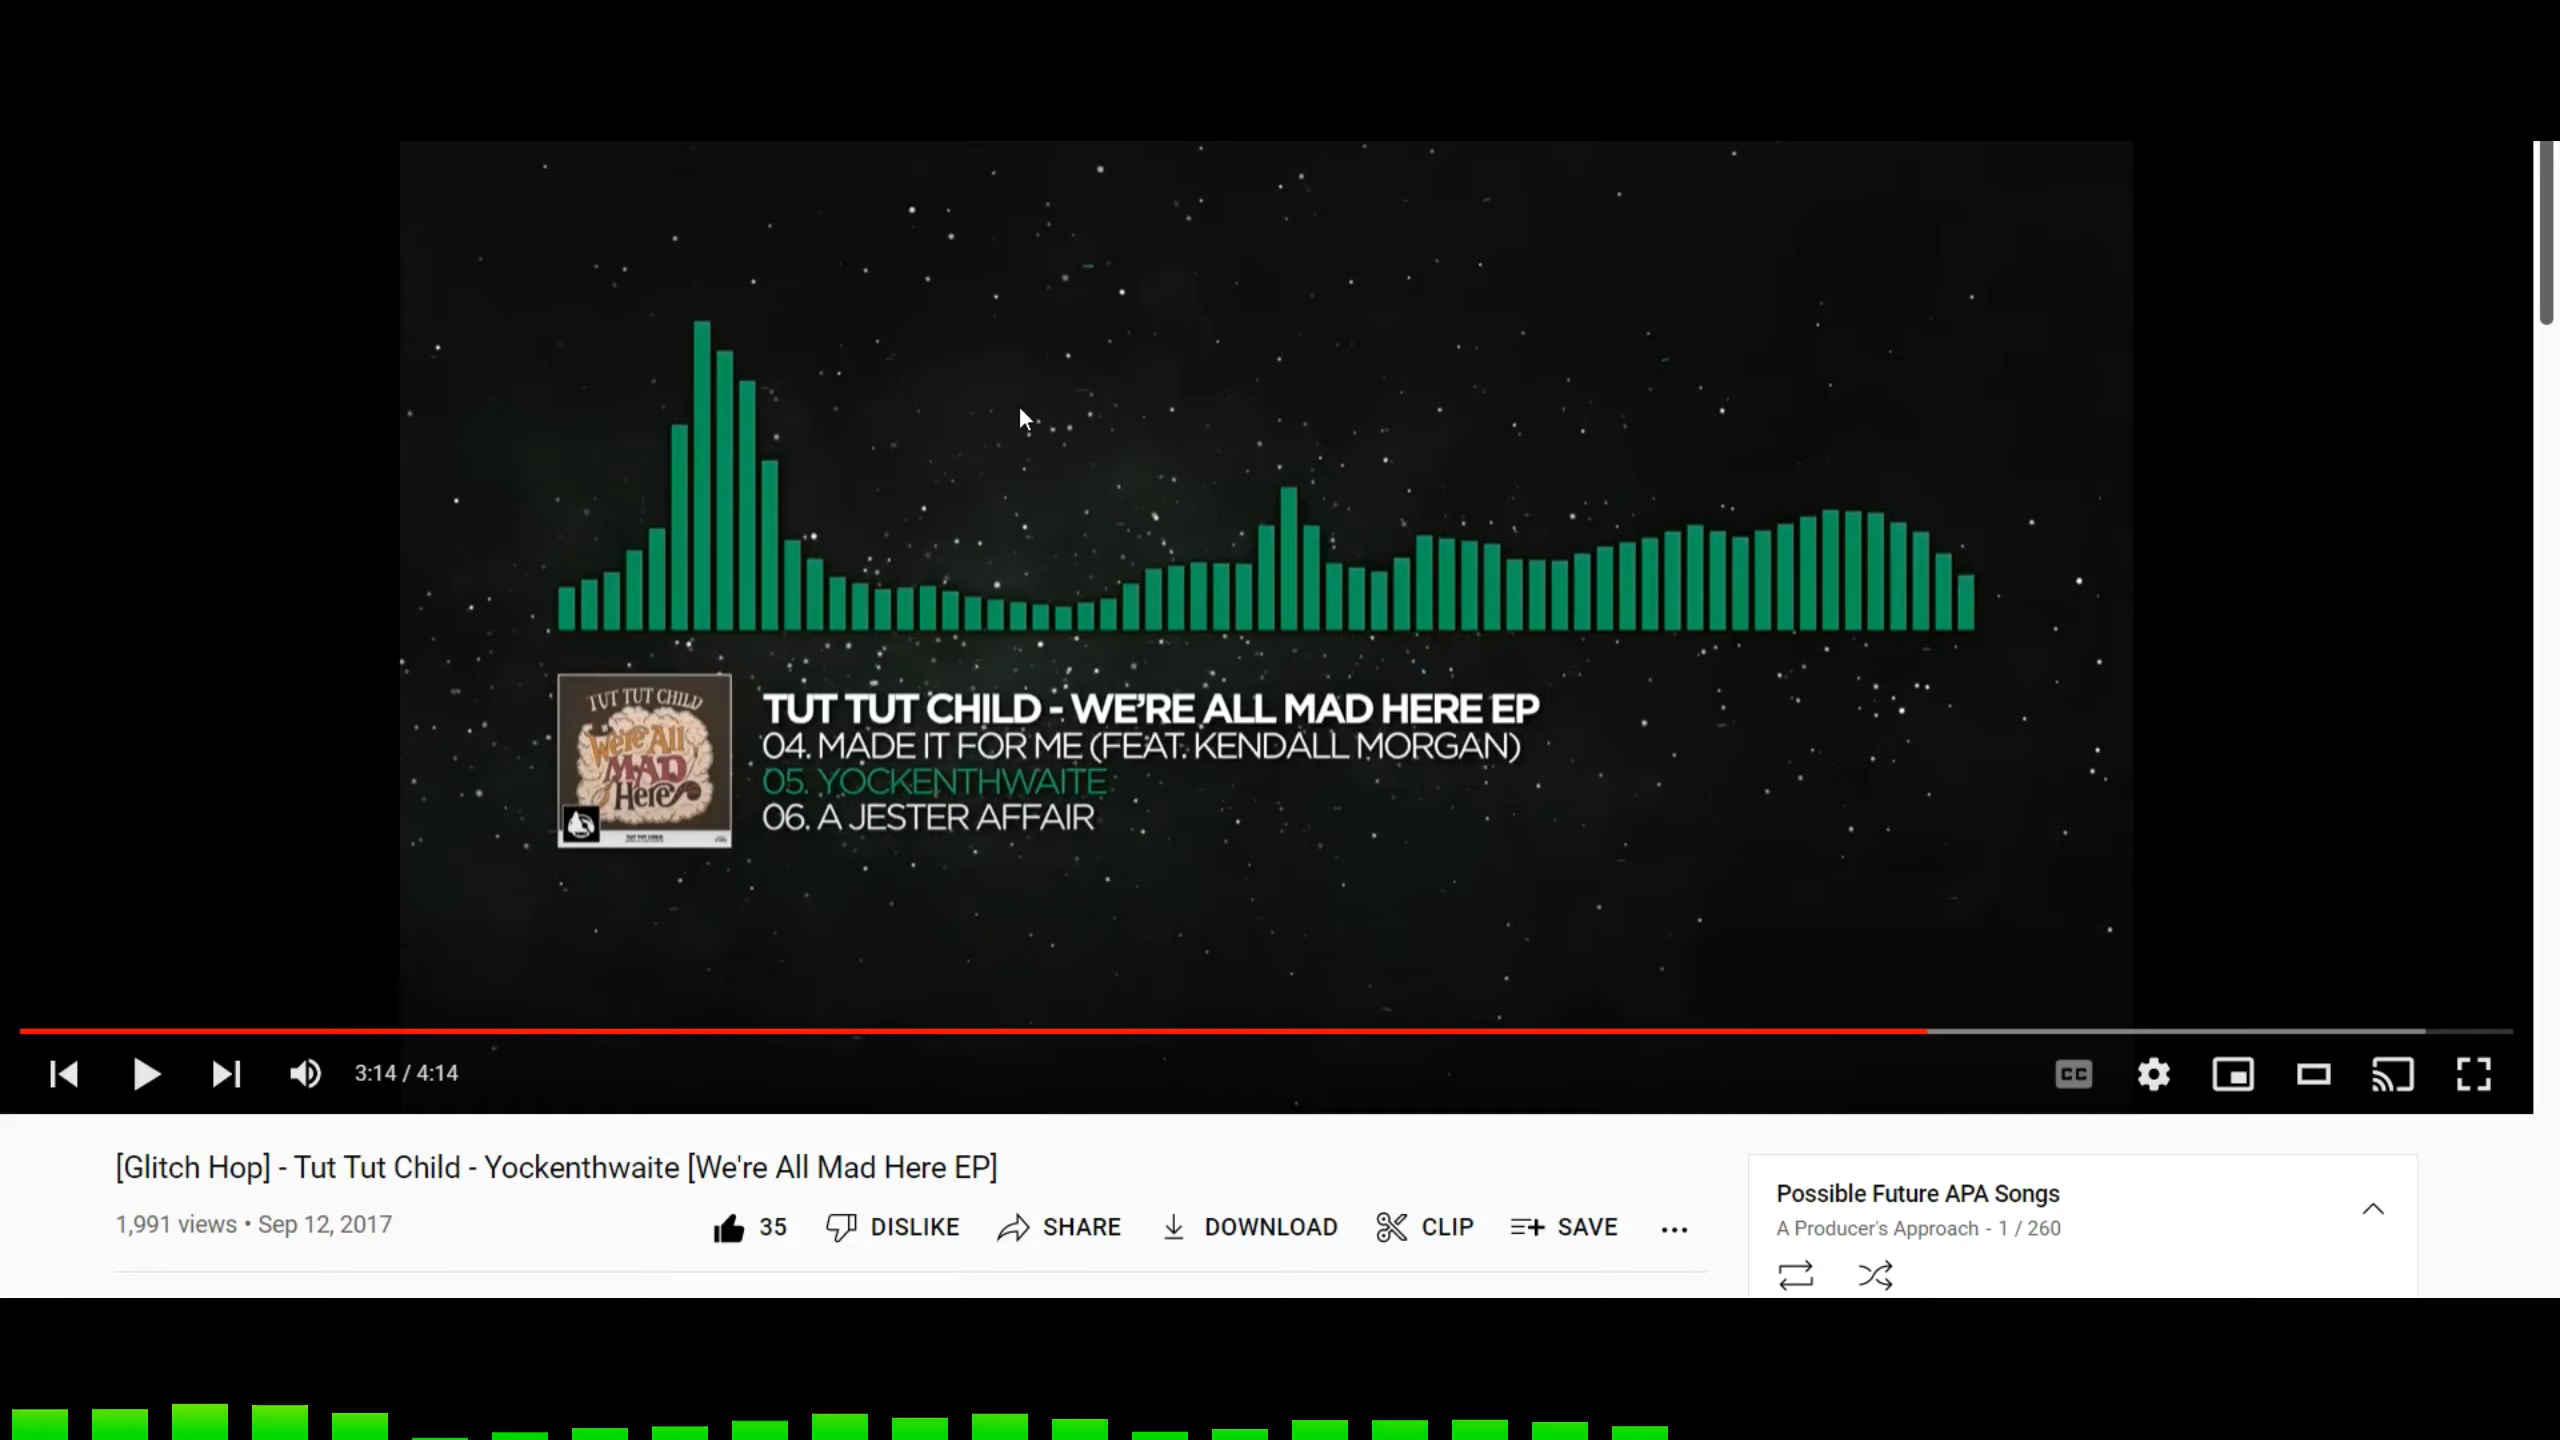 TUT TUT CHILD
We're All
MAD
Here
TUT TUT CHILD - WE'RE ALL MAD HERE EP
04. MADE IT FOR ME (FEAT. KENDALL MORGAN)
05. YOCKENTHWAITE
06. A JESTER AFFAIR
3:14 / 4:14
CC
[Glitch Hop] - Tut Tut Child - Yockenthwaite [We're All Mad Here EP]
1,991 views • Sep 12, 2017
35 DISLIKE SHARE DOWNLOAD CLIP SAVE ...
Possible Future APA Songs
A Producer's Approach - 1 / 260